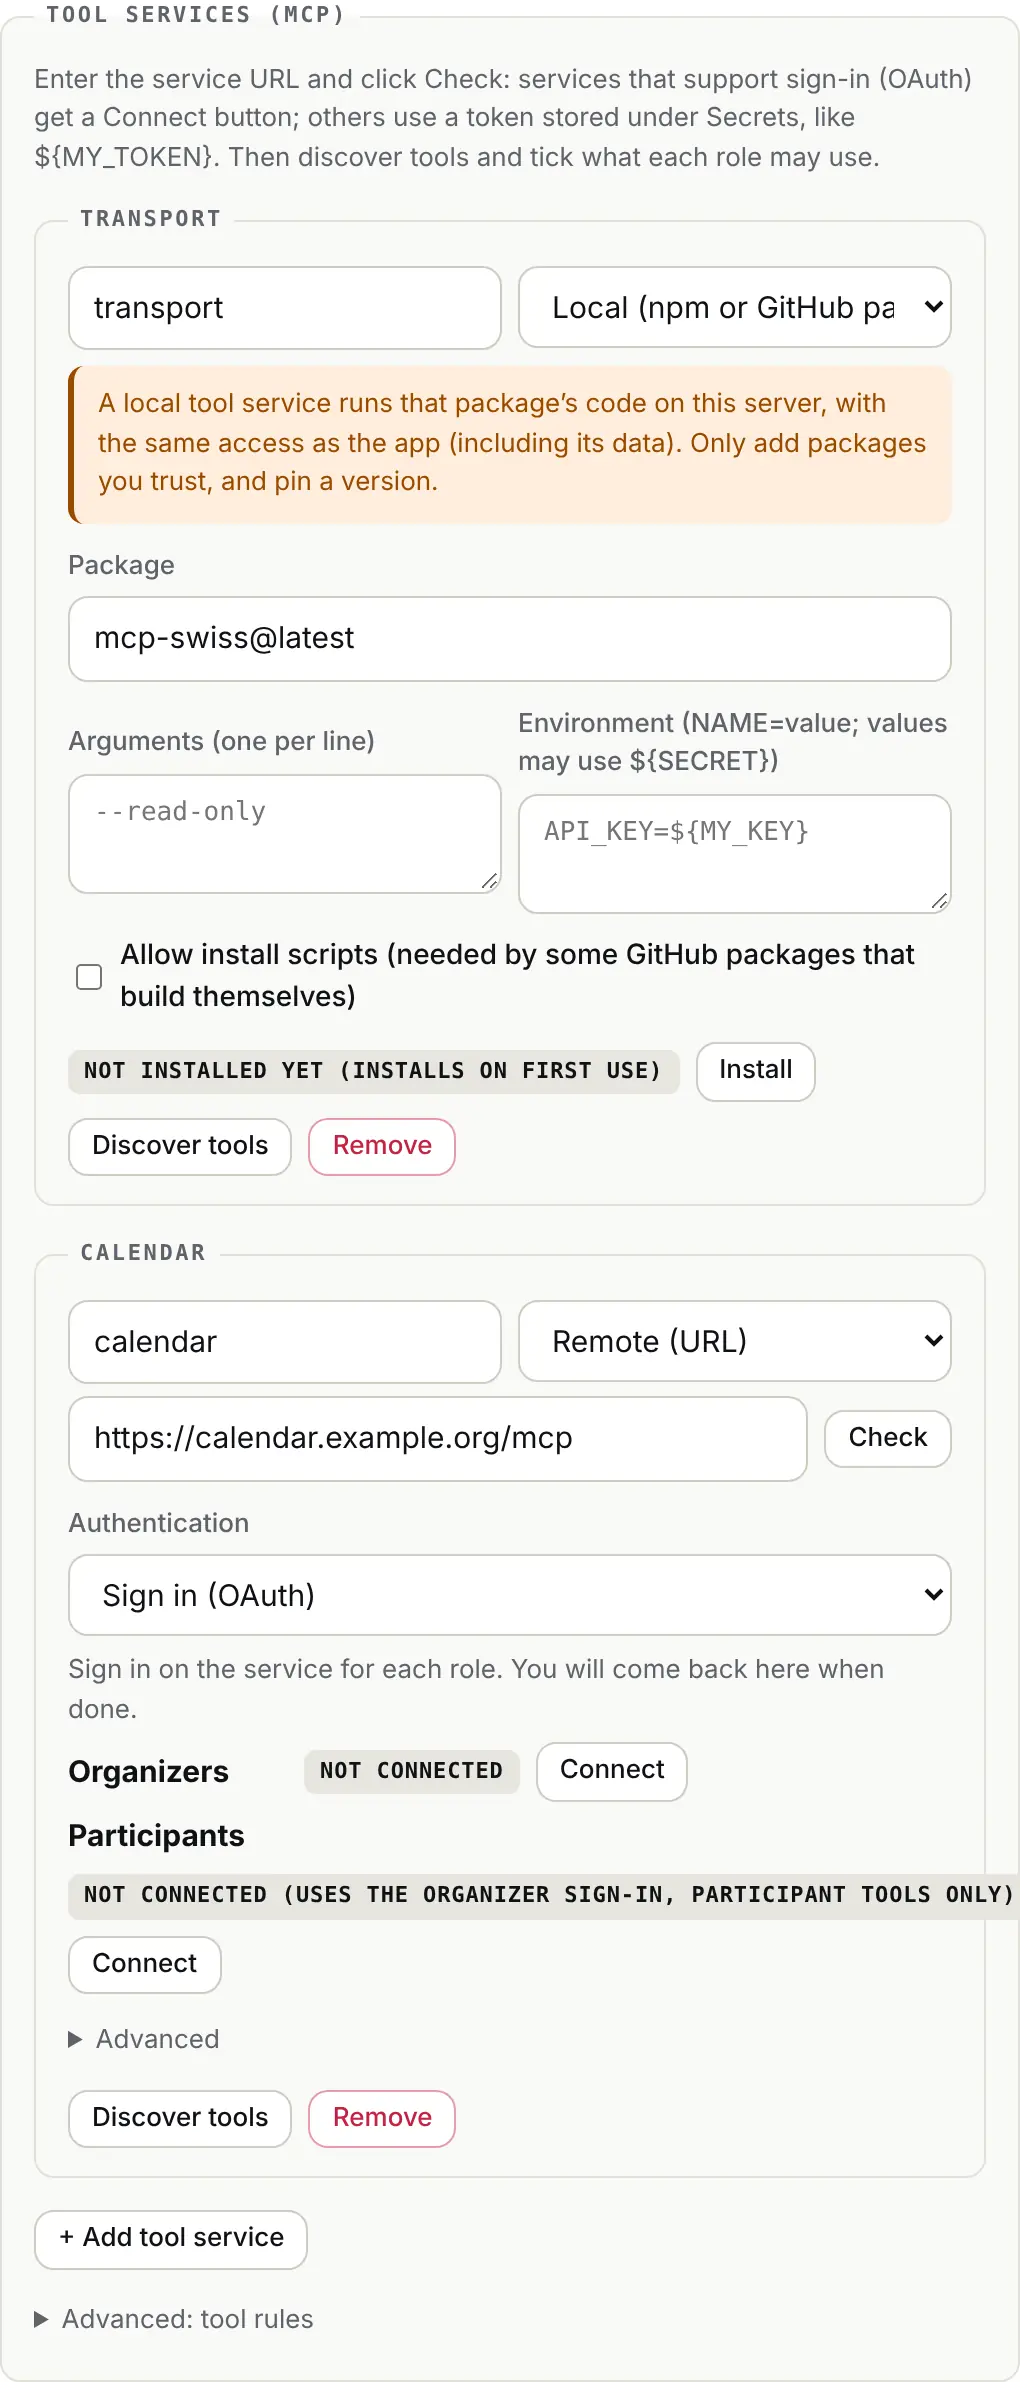 TOOL SERVICES (MCP)
Enter the service URL and click Check: services that support sign-in (OAuth)
get a Connect button; others use a token stored under Secrets, like
${MY_TOKEN}. Then discover tools and tick what each role may use.
TRANSPORT
transport
Local (npm or GitHub pa
A local tool service runs that package’s code on this server, with
the same access as the app (including its data). Only add packages
you trust, and pin a version.
Package
mcp-swiss@latest
Arguments (one per line)
--read-only
Environment (NAME=value; values
may use ${SECRET})
API_KEY=${MY_KEY}
Allow install scripts (needed by some GitHub packages that
build themselves)
NOT INSTALLED YET (INSTALLS ON FIRST USE)
Install
Discover tools
Remove
CALENDAR
calendar
Remote (URL)
https://calendar.example.org/mcp
Check
Authentication
Sign in (OAuth)
Sign in on the service for each role. You will come back here when
done.
Organizers
NOT CONNECTED
Connect
Participants
NOT CONNECTED (USES THE ORGANIZER SIGN-IN, PARTICIPANT TOOLS ONLY)
Connect
Advanced
Discover tools
Remove
+ Add tool service
Advanced: tool rules